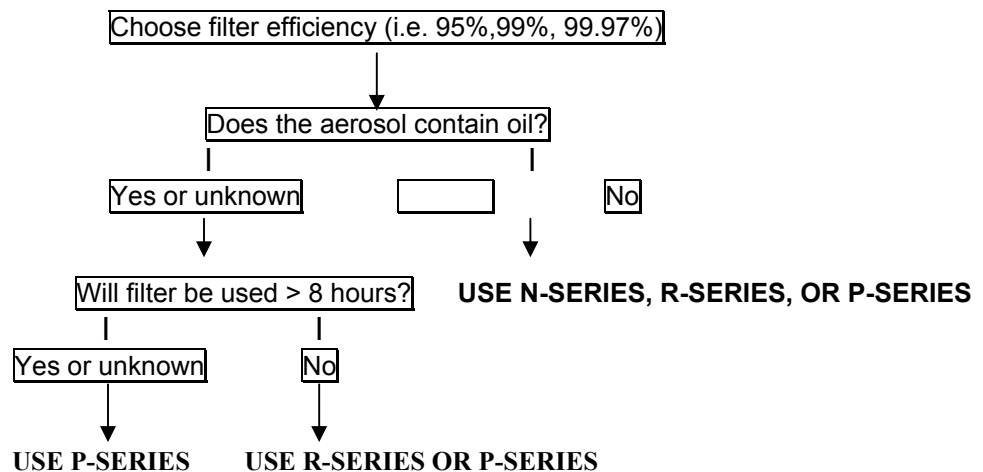 Choose filter efficiency (i.e. 95%,99%, 99.97%)
Does the aerosol contain oil?
Yes or unknown No
Will filter be used > 8 hours? USE N-SERIES, R-SERIES, OR P-SERIES
Yes or unknown No
USE P-SERIES USE R-SERIES OR P-SERIES